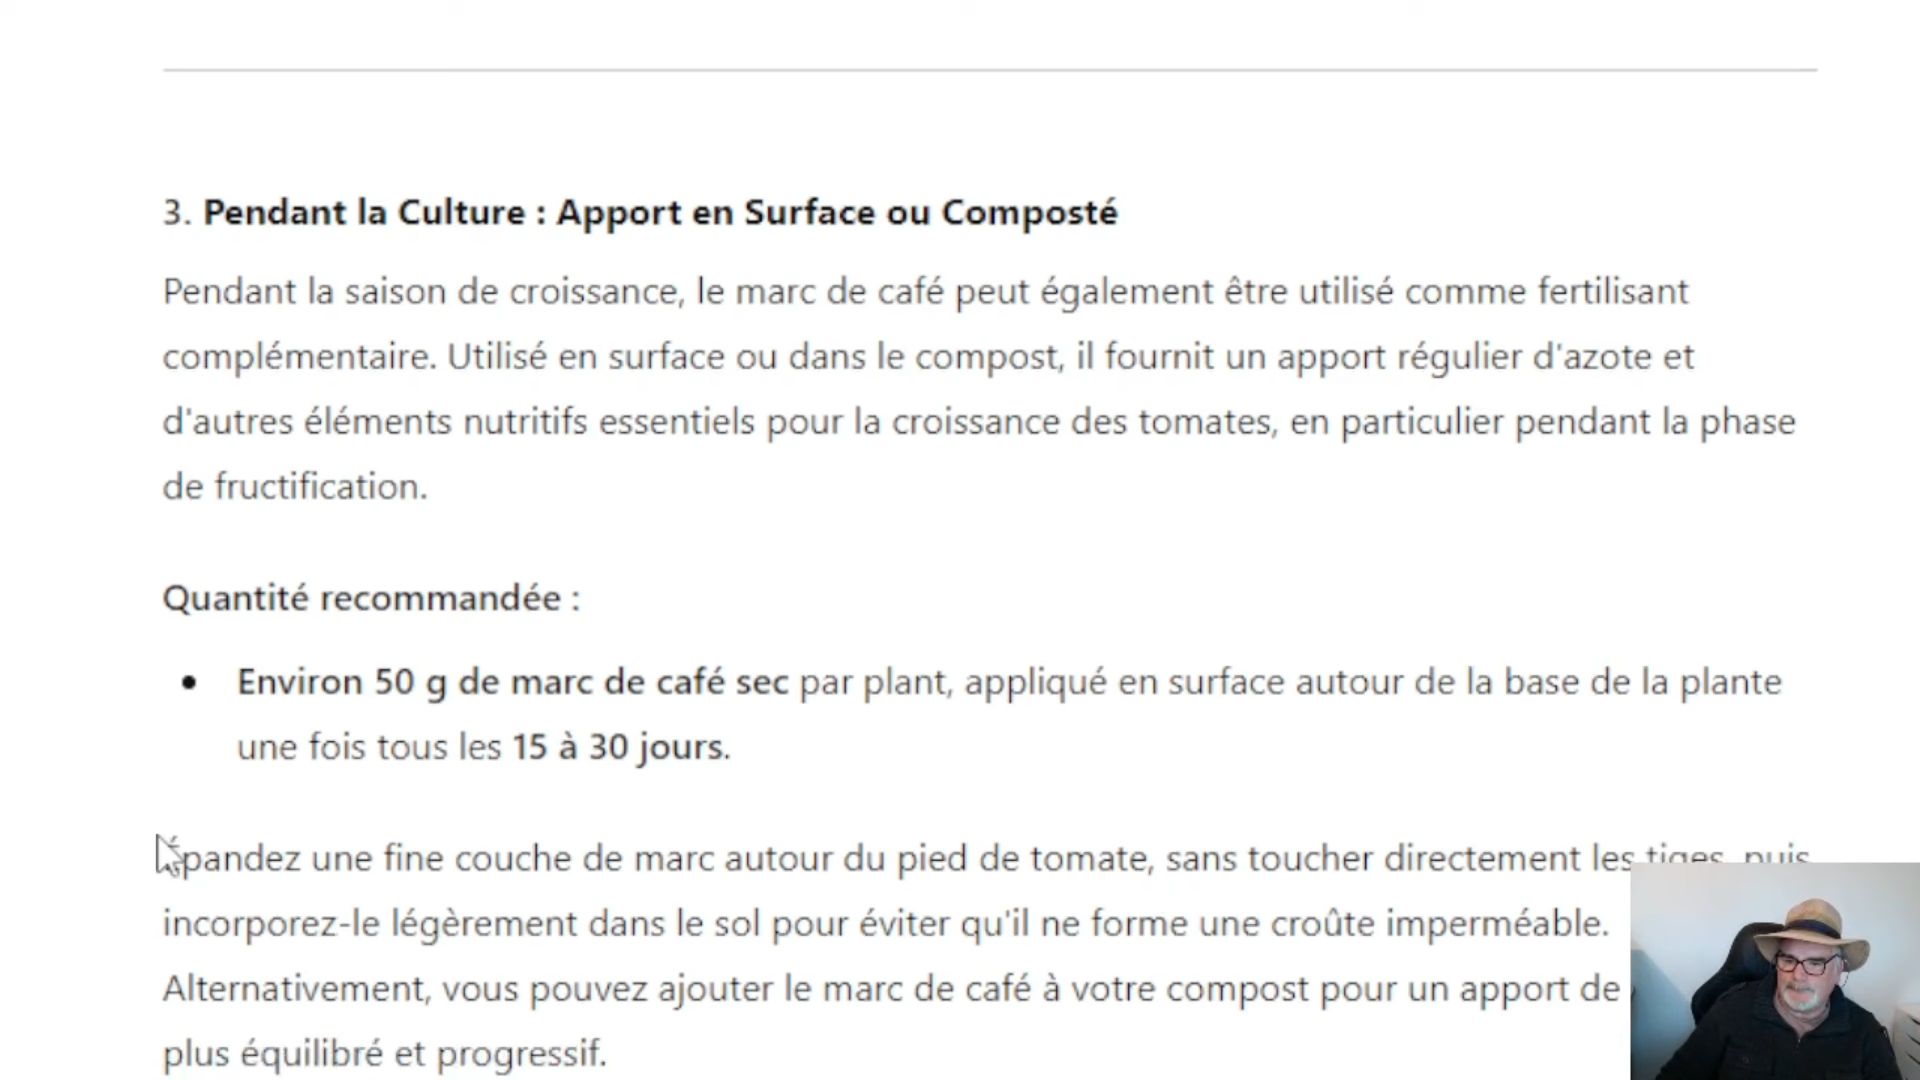 3. Pendant la Culture : Apport en Surface ou Composté
Pendant la saison de croissance, le marc de café peut également être utilisé comme fertilisant
complémentaire. Utilisé en surface ou dans le compost, il fournit un apport régulier d'azote et
d'autres éléments nutritifs essentiels pour la croissance des tomates, en particulier pendant la phase
de fructification.
Quantité recommandée :
• Environ 50 g de marc de café sec par plant, appliqué en surface autour de la base de la plante
une fois tous les 15 à 30 jours.
Épandez une fine couche de marc autour du pied de tomate, sans toucher directement les tiges, puis
incorporez-le légèrement dans le sol pour éviter qu'il ne forme une croûte imperméable.
Alternativement, vous pouvez ajouter le marc de café à votre compost pour un apport de
plus équilibré et progressif.